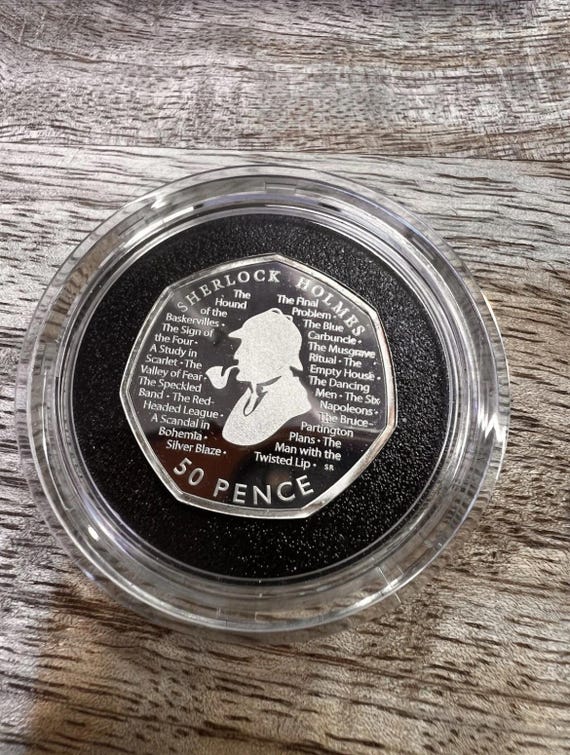 SHERLOCK HOLMES
The
Hound
of the
Baskervilles •
The Sign of
the Four •
A Study in
Scarlet • The
Valley of Fear •
The Speckled
Band • The Red-
Headed League •
A Scandal in
Bohemia •
Silver Blaze •
The Final
Problem •
The Blue
Carbuncle •
The Musgrave
Ritual • The
Empty House •
The Dancing
Men • The Six
Napoleons •
The Bruce-
Partington
Plans • The
Man with the
Twisted Lip •
SR
50 PENCE